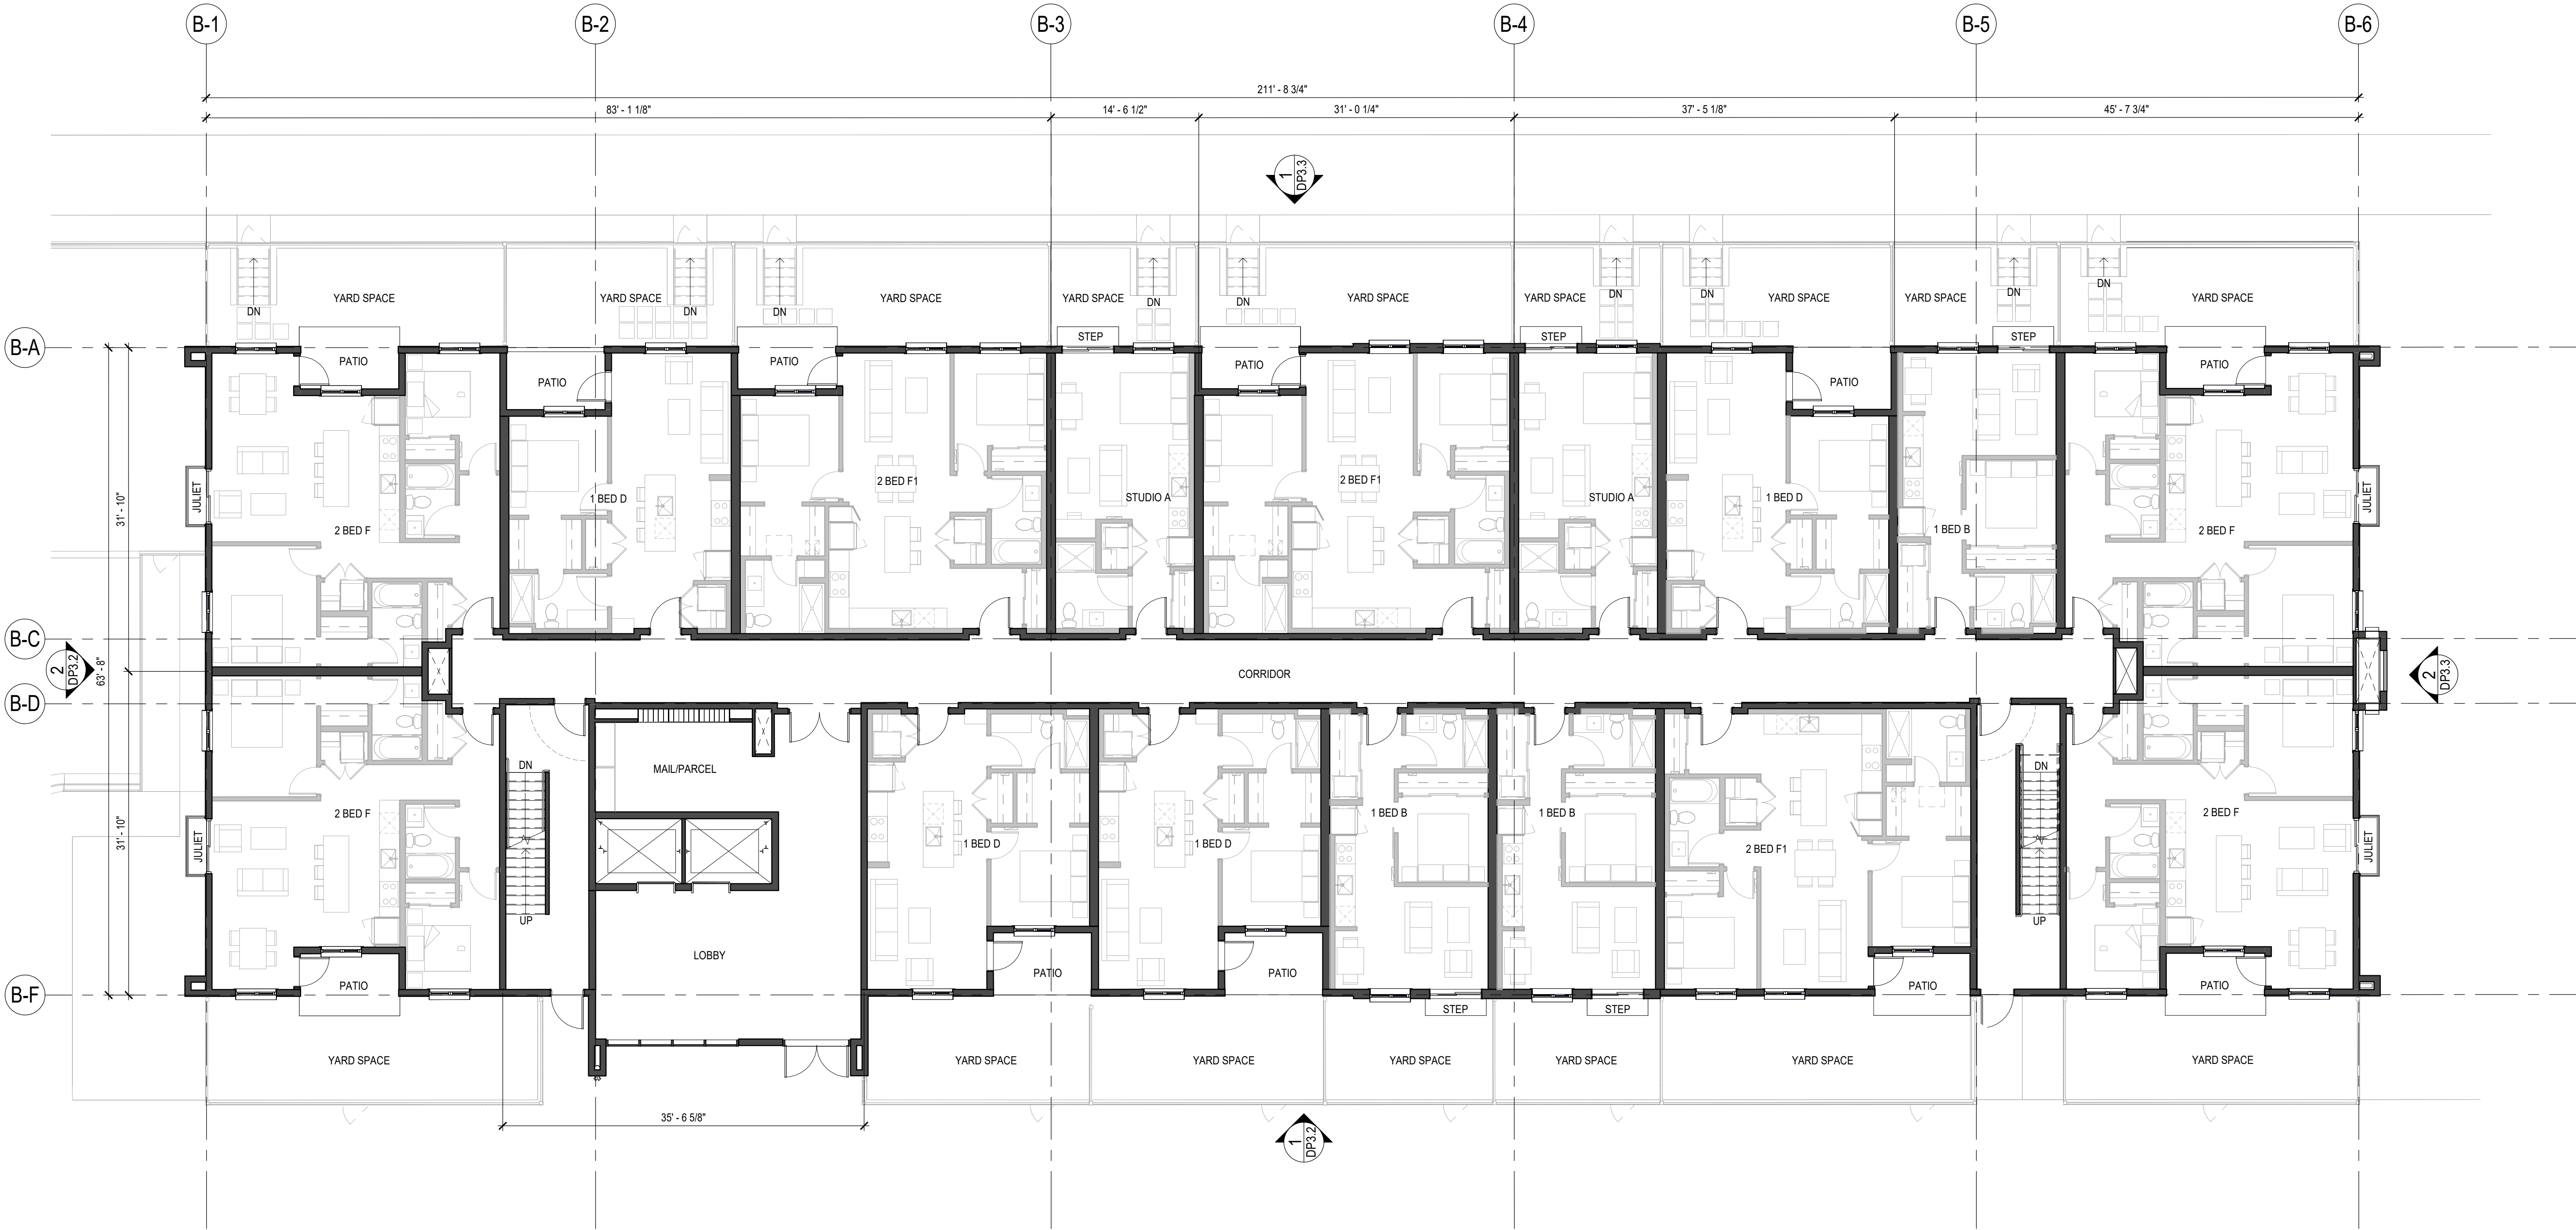 B-1 B-2 B-3 B-4 B-5 B-6
211' - 8 3/4"
83' - 1 1/8" 14' - 6 1/2" 31' - 0 1/4" 37' - 5 1/8" 45' - 7 3/4"
1
DP3.3
YARD SPACE YARD SPACE YARD SPACE YARD SPACE YARD SPACE YARD SPACE YARD SPACE YARD SPACE YARD SPACE
DN DN DN DN DN DN DN DN DN
STEP STEP STEP
B-A
PATIO PATIO PATIO PATIO PATIO PATIO
JULIET JULIET
31' - 10"
2 BED F 1 BED D 2 BED F1 STUDIO A 2 BED F1 STUDIO A 1 BED D 1 BED B 2 BED F
B-C
2
DP3.2
63' - 8"
CORRIDOR
2
DP3.3
B-D
DN
MAIL/PARCEL
DN
31' - 10"
JULIET JULIET
2 BED F 1 BED D 1 BED D 1 BED B 1 BED B 2 BED F1 2 BED F
UP UP
LOBBY
PATIO PATIO PATIO PATIO PATIO
B-F
STEP STEP
YARD SPACE YARD SPACE YARD SPACE YARD SPACE YARD SPACE YARD SPACE YARD SPACE
35' - 6 5/8"
1
DP3.2